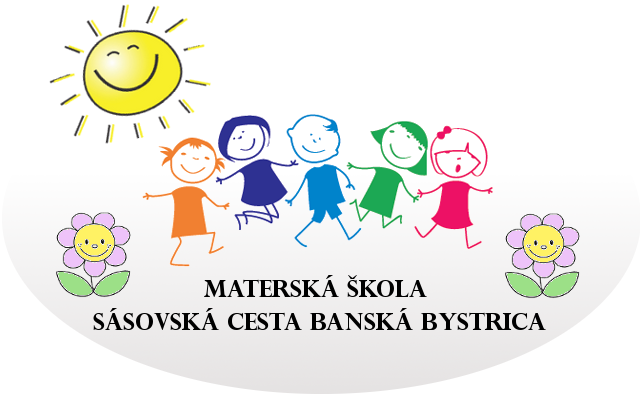 MATERSKÁ ŠKOLA
SÁSOVSKÁ CESTA BANSKÁ BYSTRICA